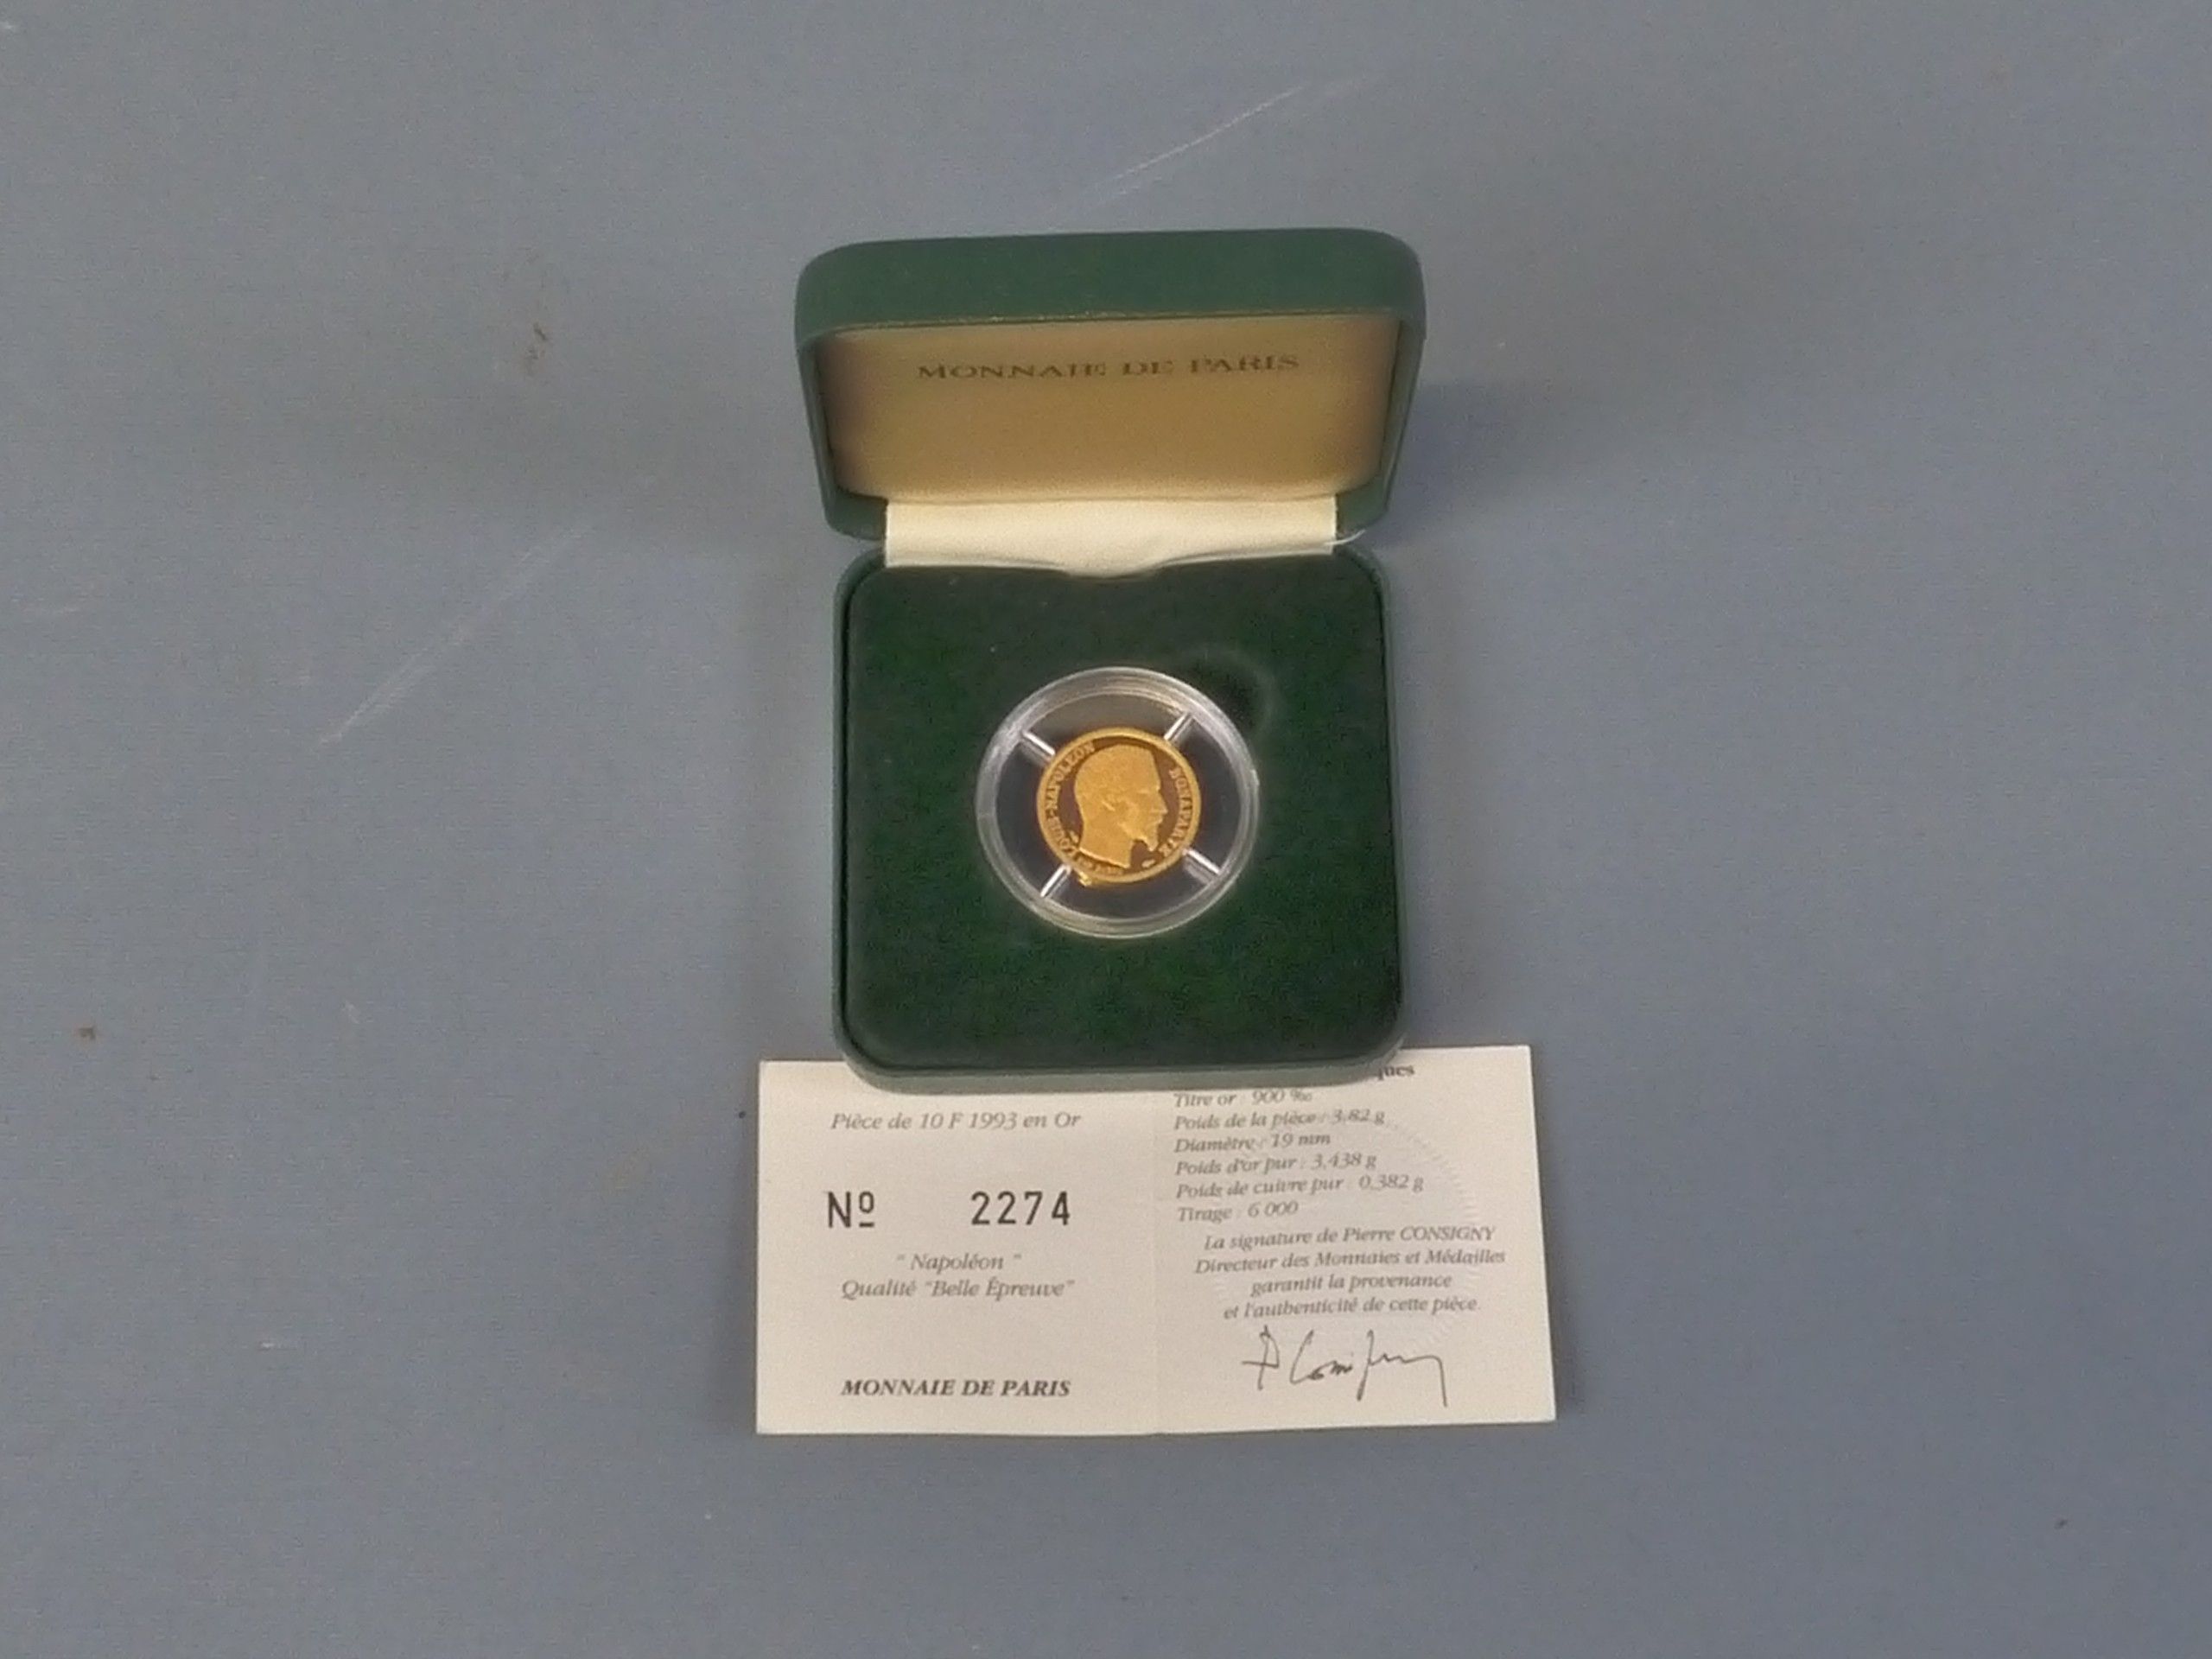 MONNAIE DE PARIS
LOUIS-NAPOLEON BONAPARTE
Pièce de 10 F 1993 en Or
Nº 2274
" Napoléon "
Qualité "Belle Épreuve"
MONNAIE DE PARIS
Titre or : 900 ‰
Poids de la pièce : 3,82 g
Diamètre : 19 mm
Poids d'or pur : 3,438 g
Poids de cuivre pur : 0,382 g
Tirage : 6 000
La signature de Pierre CONSIGNY
Directeur des Monnaies et Médailles
garantit la provenance
et l'authenticité de cette pièce.